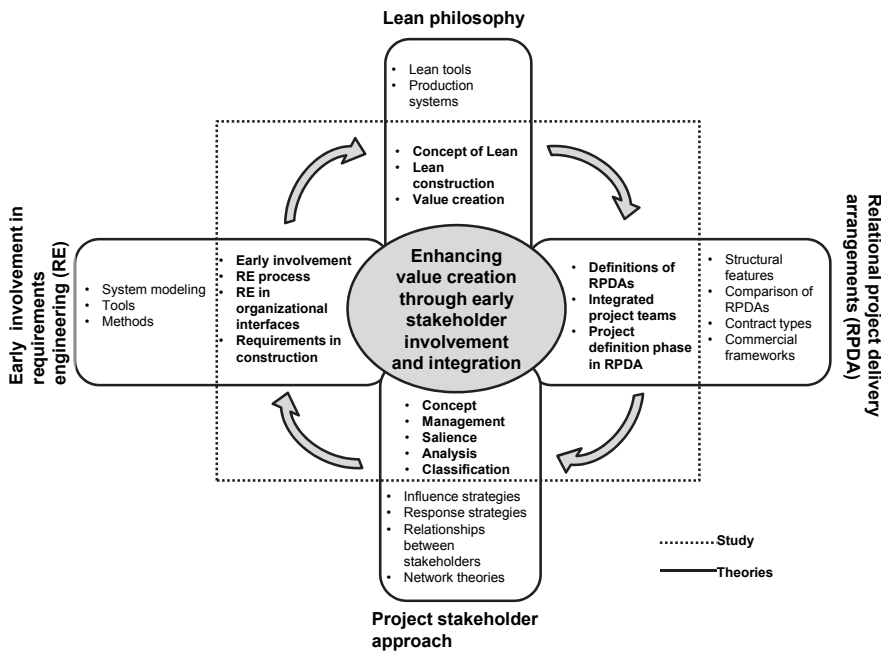 Lean philosophy
• Lean tools
• Production
systems
• Concept of Lean
• Lean
construction
• Value creation
Early involvement in
requirements
engineering (RE)
• System modeling
• Tools
• Methods
• Early involvement
• RE process
• RE in
organizational
interfaces
• Requirements in
construction
Enhancing
value creation
through early
stakeholder
involvement
and integration
• Definitions of
RPDAs
• Integrated
project teams
• Project
definition phase
in RPDA
• Structural
features
• Comparison of
RPDAs
• Contract types
• Commercial
frameworks
Relational project delivery
arrangements (RPDA)
• Concept
• Management
• Salience
• Analysis
• Classification
• Influence strategies
• Response strategies
• Relationships
between
stakeholders
• Network theories
Project stakeholder
approach
Study
Theories